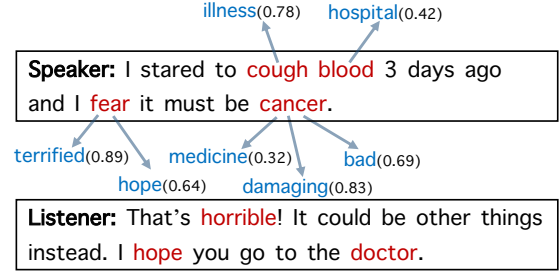 illness(0.78) hospital(0.42)
Speaker: I stared to cough blood 3 days ago
and I fear it must be cancer.
terrified(0.89) medicine(0.32) bad(0.69)
hope(0.64) damaging(0.83)
Listener: That's horrible! It could be other things
instead. I hope you go to the doctor.